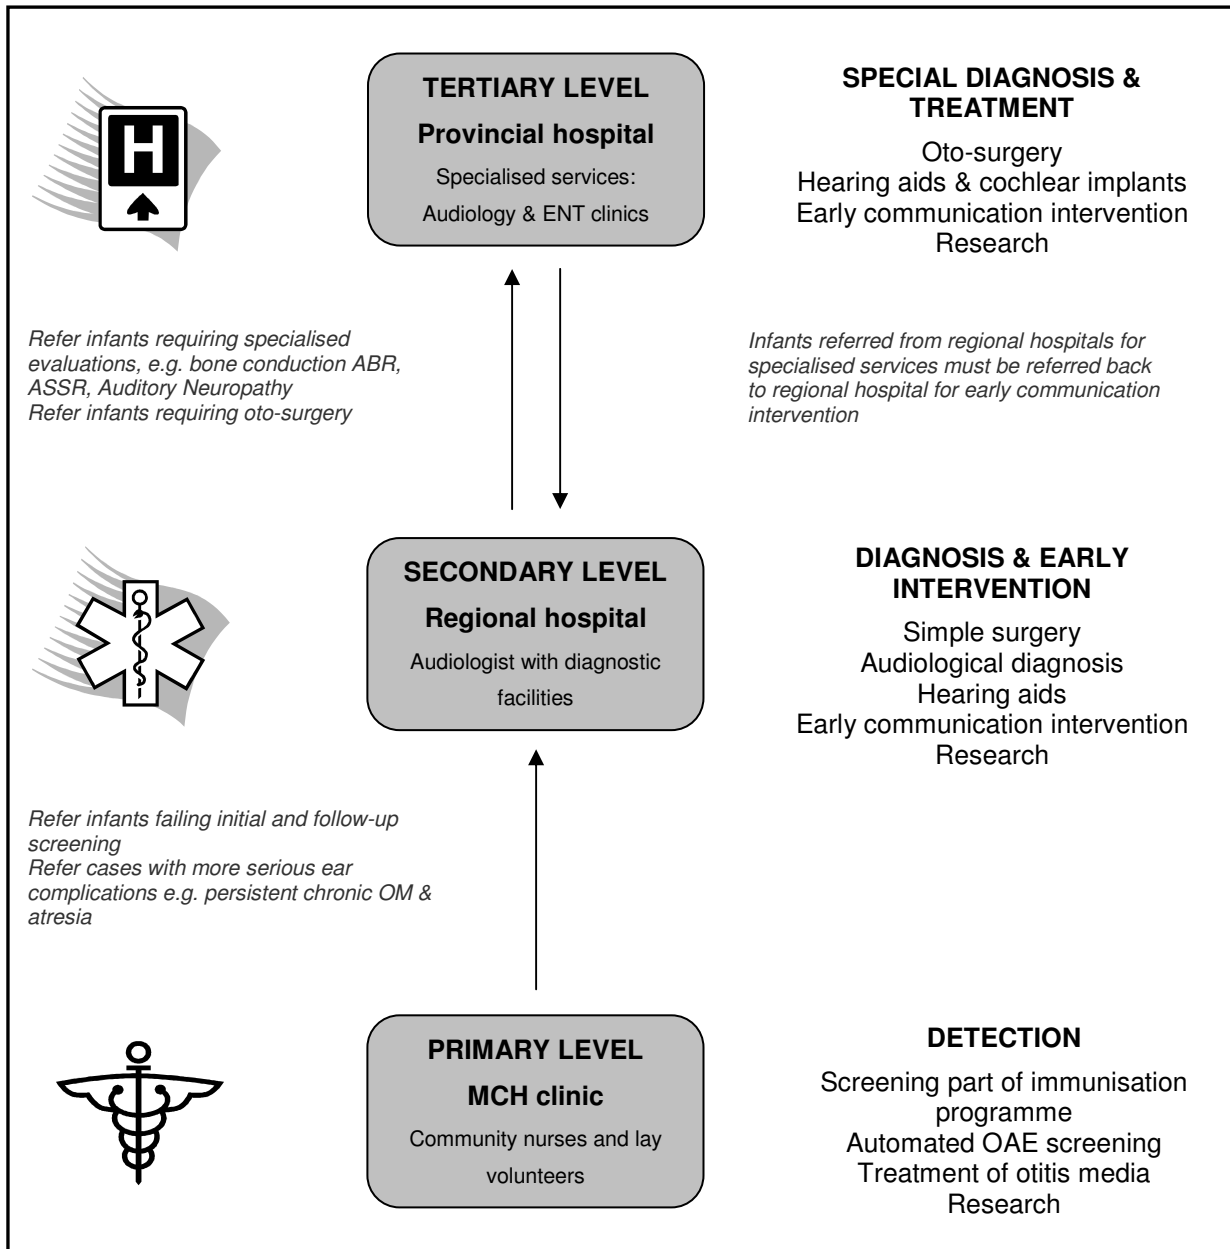 H
TERTIARY LEVEL
Provincial hospital
Specialised services:
Audiology & ENT clinics
SPECIAL DIAGNOSIS &
TREATMENT
Oto-surgery
Hearing aids & cochlear implants
Early communication intervention
Research
Refer infants requiring specialised
evaluations, e.g. bone conduction ABR,
ASSR, Auditory Neuropathy
Refer infants requiring oto-surgery
Infants referred from regional hospitals for
specialised services must be referred back
to regional hospital for early communication
intervention
SECONDARY LEVEL
Regional hospital
Audiologist with diagnostic
facilities
DIAGNOSIS & EARLY
INTERVENTION
Simple surgery
Audiological diagnosis
Hearing aids
Early communication intervention
Research
Refer infants failing initial and follow-up
screening
Refer cases with more serious ear
complications e.g. persistent chronic OM &
atresia
PRIMARY LEVEL
MCH clinic
Community nurses and lay
volunteers
DETECTION
Screening part of immunisation
programme
Automated OAE screening
Treatment of otitis media
Research